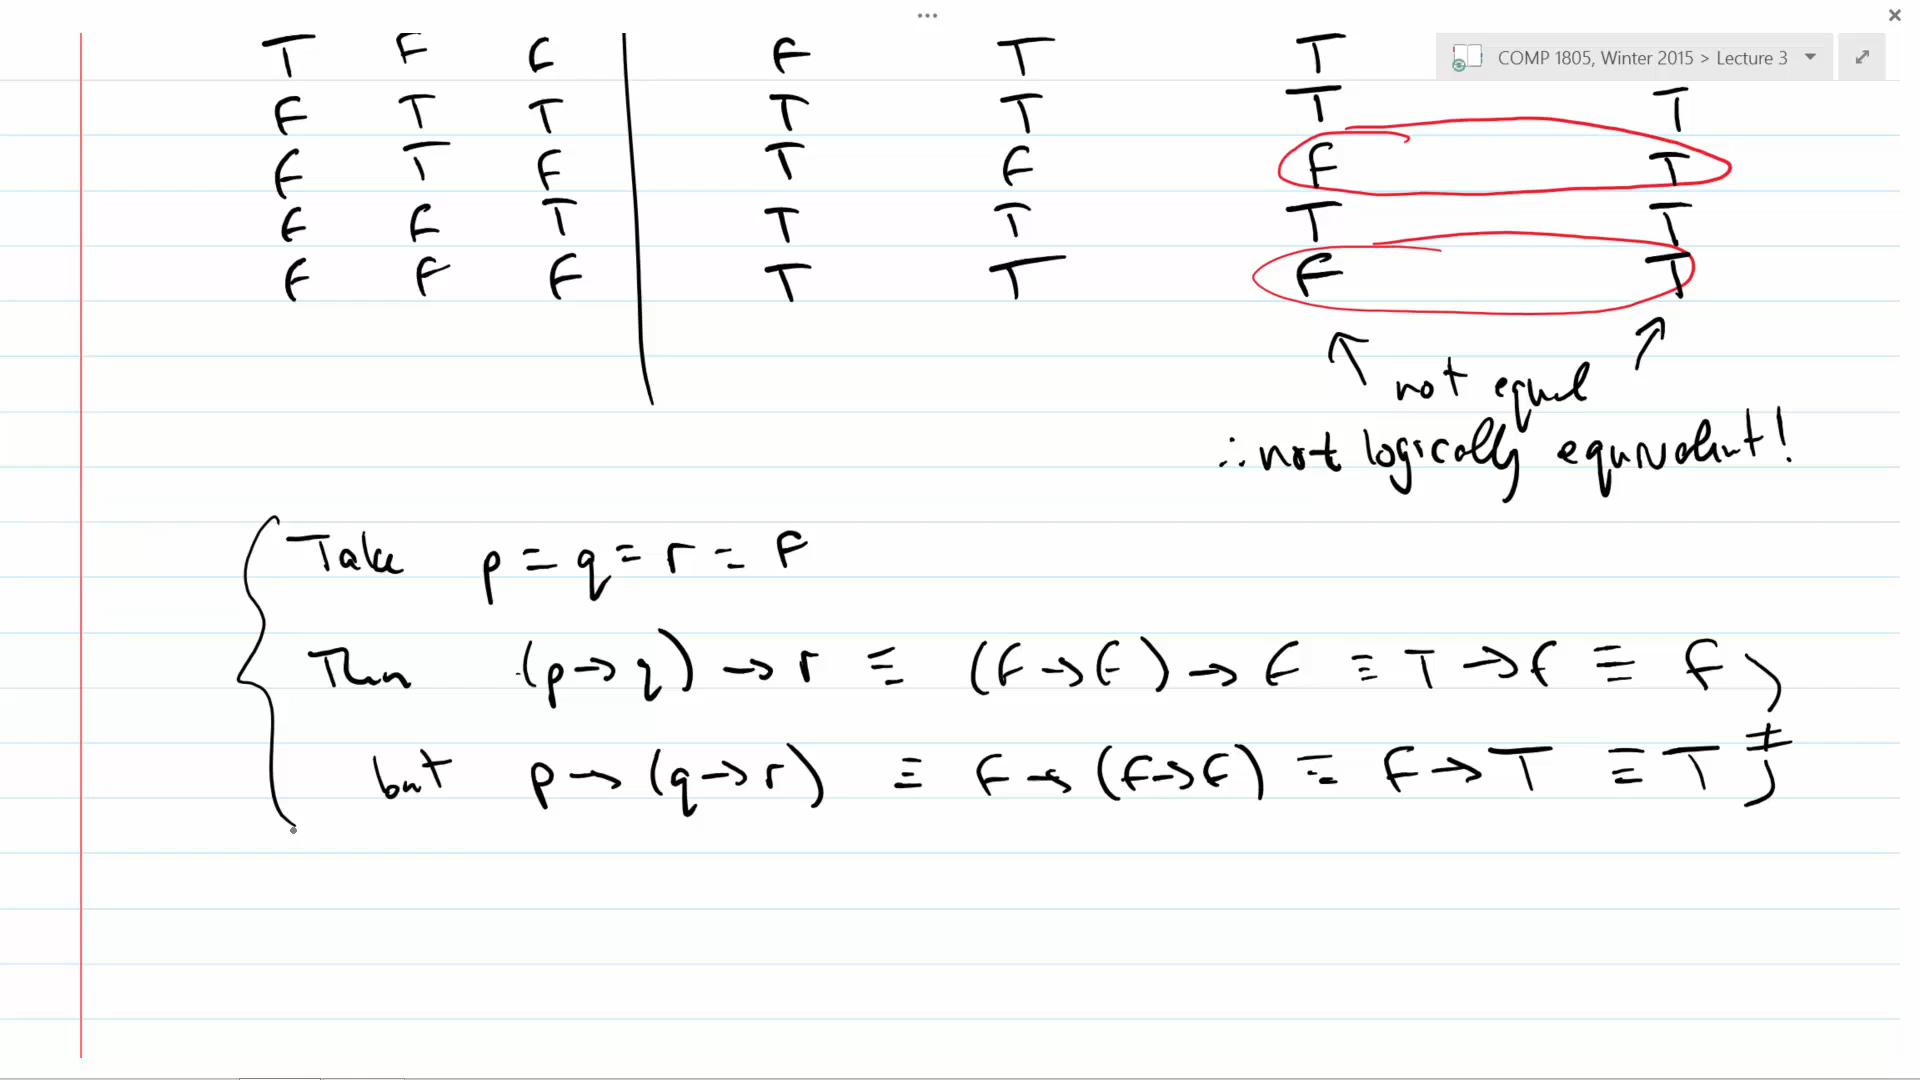 COMP 1805, Winter 2015 > Lecture 3
T F F F T T
F T T T T T T
F T F T F F T
F F T T T T T
F F F T T F T
not equal
∴ not logically equivalent!
Take p = q = r = F
Then (p → q) → r ≡ (F → F) → F ≡ T → F ≡ F
≠
but p → (q → r) ≡ F → (F → F) ≡ F → T ≡ T